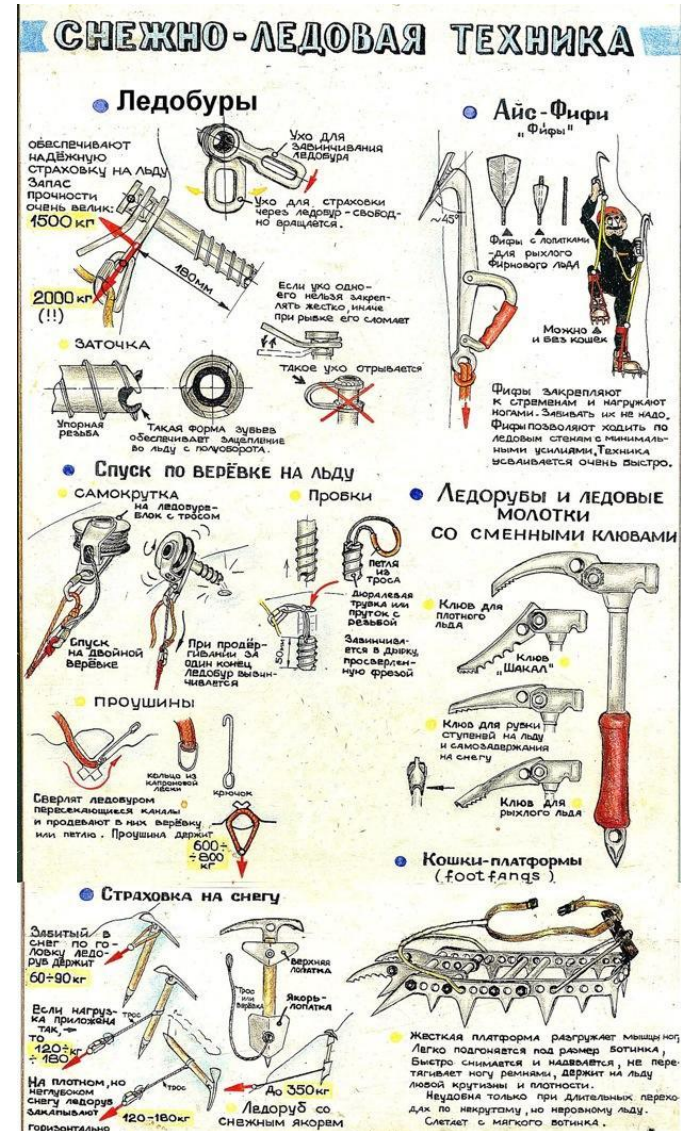 СНЕЖНО-ЛЕДОВАЯ ТЕХНИКА
Ледобуры
обеспечивают
надёжную
страховку на льду
Запас
прочности
очень велик:
1500 кг
2000 кг
(!!)
180мм
Ухо для
завинчивания
ледобура
Ухо для страховки
через ледобур - свобод-
но вращается.
Если ухо одно-
его нельзя закреп-
лять жестко, иначе
при рывке его сломает
такое ухо отрывается
Заточка
Упорная
резьба
Такая форма зубьев
обеспечивает зацепление
во льду с полуоборота.
Айс-Фифи
"Фифы"
~45°
Фифы с лопатками
-для рыхлого
фирнового льда
Можно
и без кошек
Фифы закрепляют
к стременам и нагружают
ногами. Забивать их не надо.
Фифы позволяют ходить по
ледовым стенам с минималь-
ными усилиями. Техника
усваивается очень быстро.
Спуск по верёвке на льду
Самокрутка
на ледобуре-
блок с тросом
Спуск
на двойной
верёвке
При продёр-
гивании за
один конец
ледобур вывин-
чивается
Пробки
петля
из
троса
Дюралевая
трубка или
пруток с
резьбой
50мм
Завинчива-
ется в дырку,
просверлен-
ную фрезой
Проушины
кольцо из
капроновой
лески
крючок
Сверлят ледобуром
пересекающиеся каналы
и продевают в них верёвку
или петлю. Проушина держит
600÷
÷800
кг
Ледорубы и ледовые
молотки
со сменными клювами
Клюв для
плотного
льда
Клюв
"Шакал"
Клюв для рубки
ступеней на льду
и самозадержания
на снегу
Клюв для
рыхлого льда
Кошки-платформы
(footfangs)
Жесткая платформа разгружает мышцы ног,
Легко подгоняется под размер ботинка,
Быстро снимается и надевается, не пере-
тягивает ногу ремнями, держит на льду
любой крутизны и плотности.
Неудобна только при длительных перехо-
дах по некрутому, но неровному льду.
Слетает с мягкого ботинка.
Страховка на снегу
Забитый в
снег по го-
ловку ледо-
руб держит
60÷90кг
Если нагруз-
ка приложена
так,
то
120÷
÷180
трос
На плотном, но
неглубоком
снегу ледоруб
закапывают
горизонтально
трос
120-180кг
Трос
или
верёвка
верхняя
лопатка
Якорь-
лопатка
До 350кг
Ледоруб со
снежным якорем